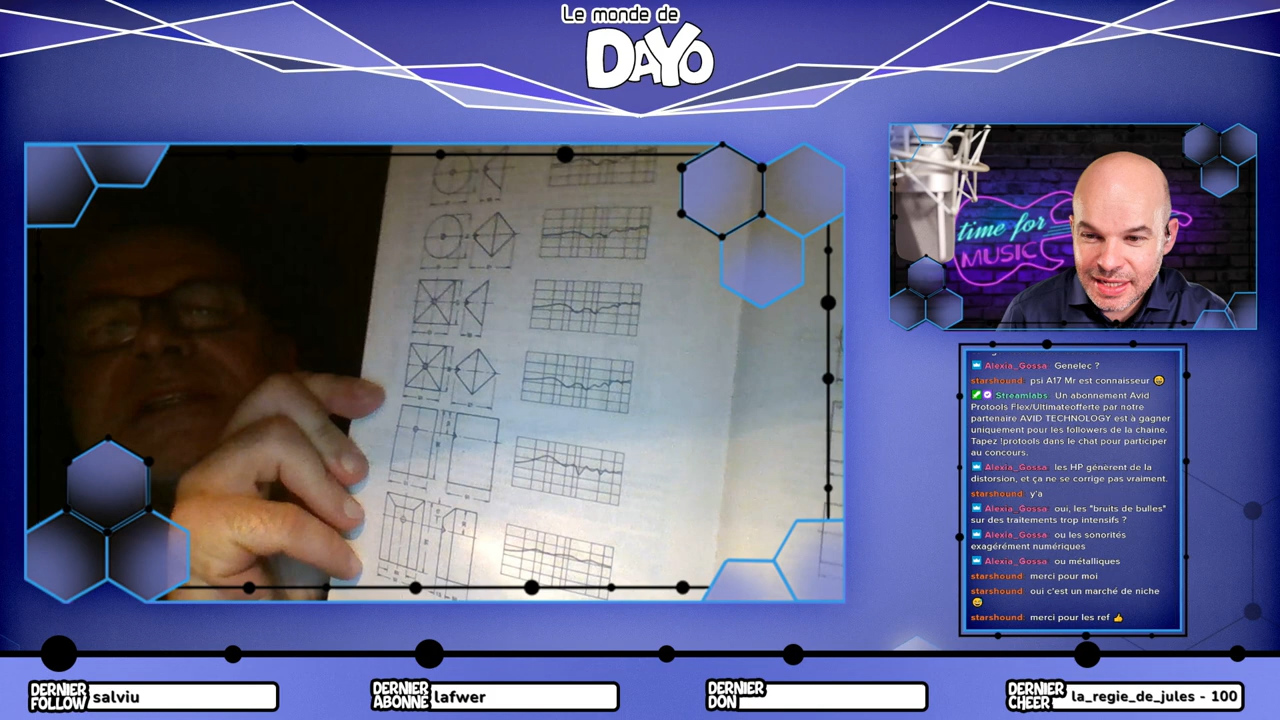 Le monde de
DAYO
time for
MUSIC
Alexia_Gossa: Genelec ?
starshound: psi A17 Mr est connaisseur 😄
Streamlabs: Un abonnement Avid
Protools Flex/Ultimateofferte par notre
partenaire AVID TECHNOLOGY est à gagner
uniquement pour les followers de la chaine.
Tapez !protools dans le chat pour participer
au concours.
Alexia_Gossa: les HP génèrent de la
distorsion, et ça ne se corrige pas vraiment.
starshound: y'a
Alexia_Gossa: oui, les "bruits de bulles"
sur des traitements trop intensifs ?
Alexia_Gossa: ou les sonorités
exagérément numériques
Alexia_Gossa: ou métalliques
starshound: merci pour moi
starshound: oui c'est un marché de niche
😄
starshound: merci pour les ref 👍
DERNIER
FOLLOW
salviu
DERNIER
ABONNÉ
lafwer
DERNIER
DON
DERNIER
CHEER
la_regie_de_jules - 100